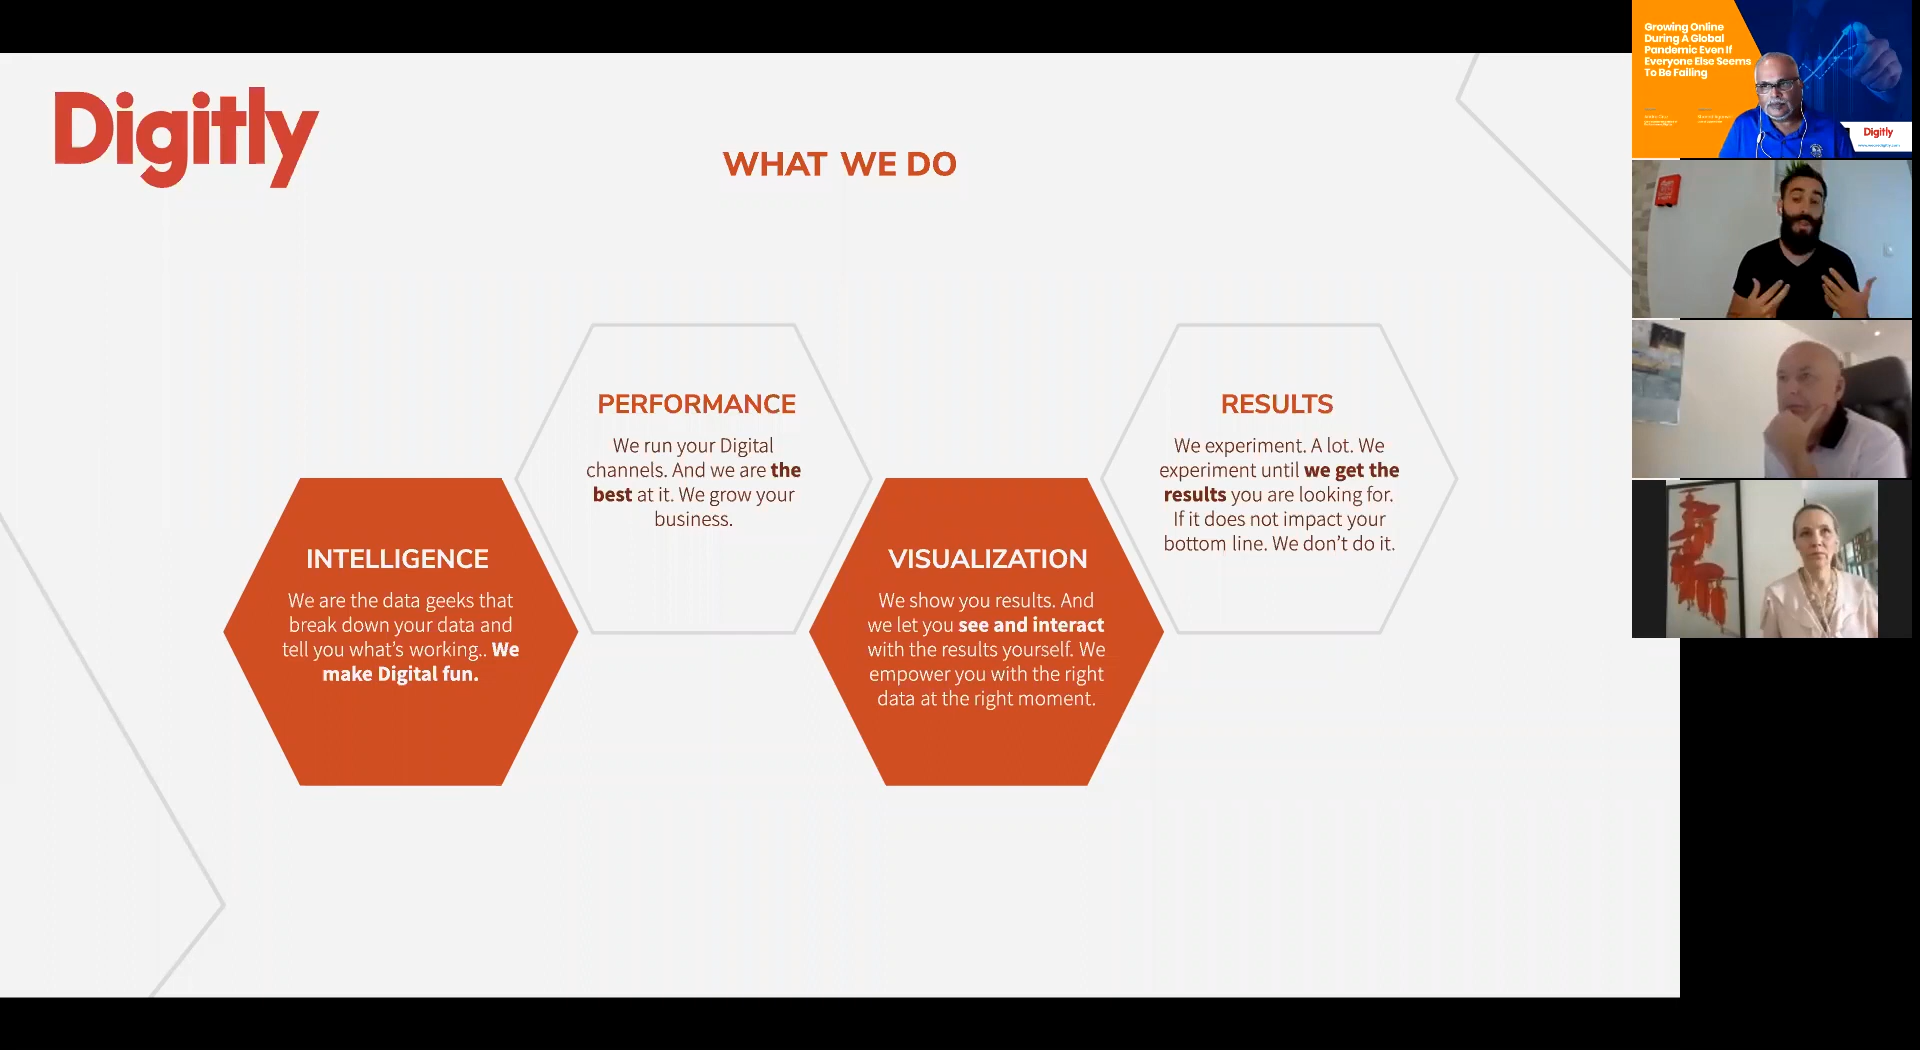 Digitly
WHAT WE DO
INTELLIGENCE
We are the data geeks that
break down your data and
tell you what's working.. We
make Digital fun.
PERFORMANCE
We run your Digital
channels. And we are the
best at it. We grow your
business.
VISUALIZATION
We show you results. And
we let you see and interact
with the results yourself. We
empower you with the right
data at the right moment.
RESULTS
We experiment. A lot. We
experiment until we get the
results you are looking for.
If it does not impact your
bottom line. We don't do it.
Growing Online
During A Global
Pandemic Even If
Everyone Else Seems
To Be Failing
Digitly